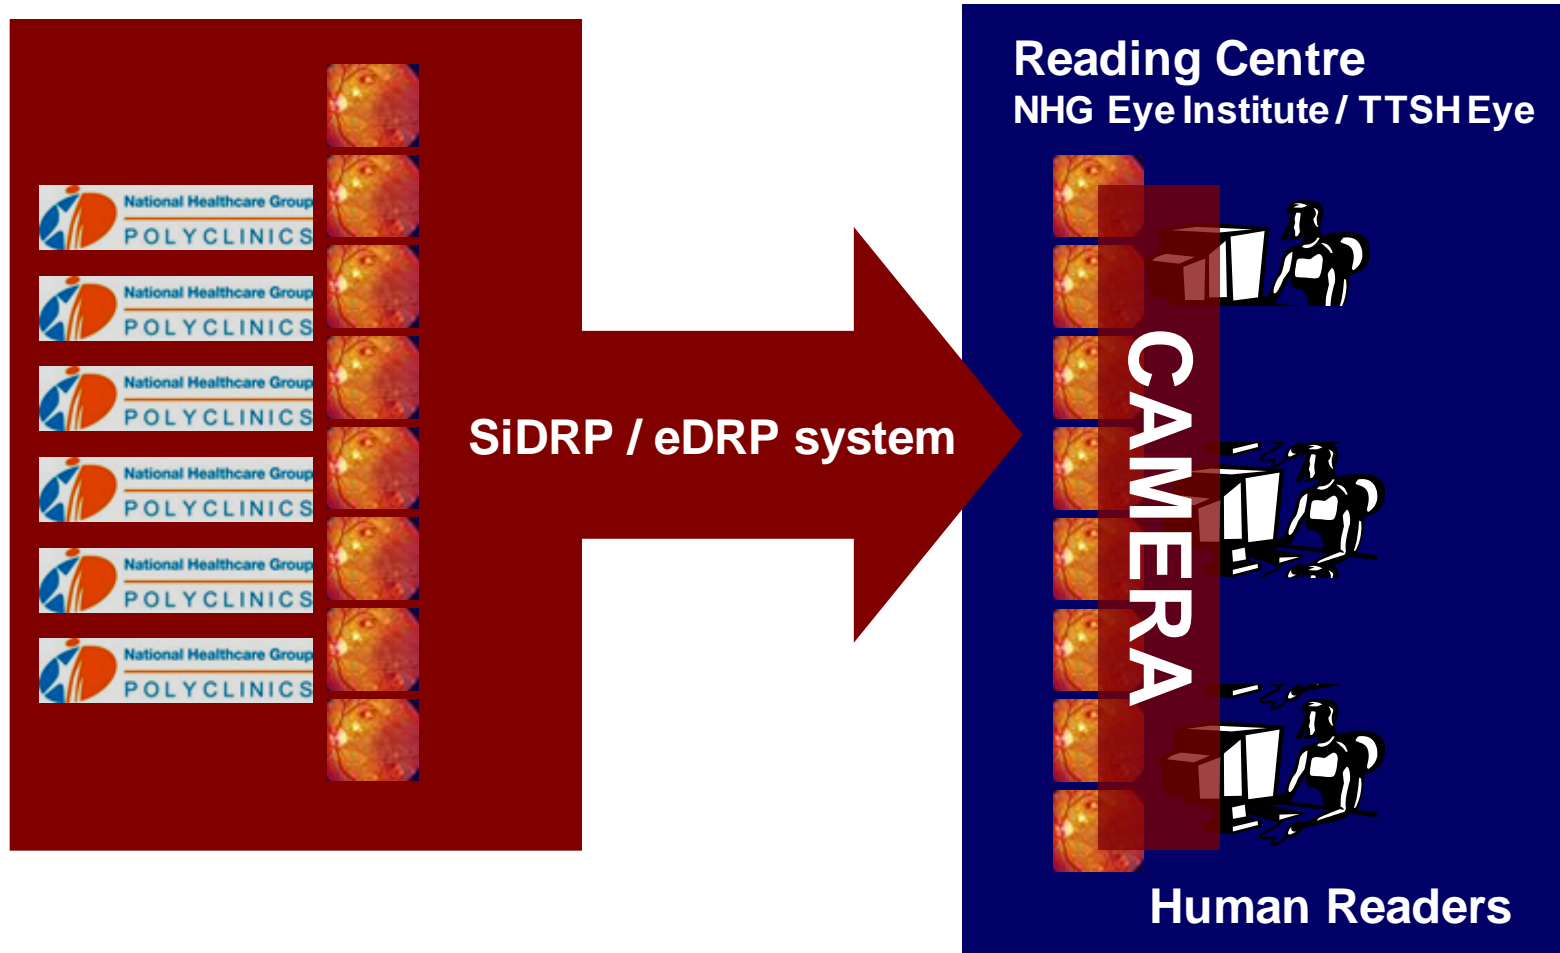 National Healthcare Group
POLYCLINICS
National Healthcare Group
POLYCLINICS
National Healthcare Group
POLYCLINICS
National Healthcare Group
POLYCLINICS
National Healthcare Group
POLYCLINICS
National Healthcare Group
POLYCLINICS
SiDRP / eDRP system
Reading Centre
NHG Eye Institute / TTSH Eye
CAMERA
Human Readers